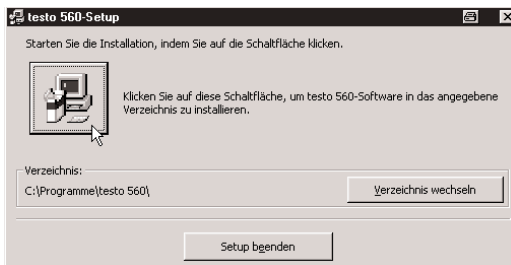 testo 560-Setup
Starten Sie die Installation, indem Sie auf die Schaltfläche klicken.
Klicken Sie auf diese Schaltfläche, um testo 560-Software in das angegebene
Verzeichnis zu installieren.
Verzeichnis:
C:\Programme\testo 560\
Verzeichnis wechseln
Setup beenden